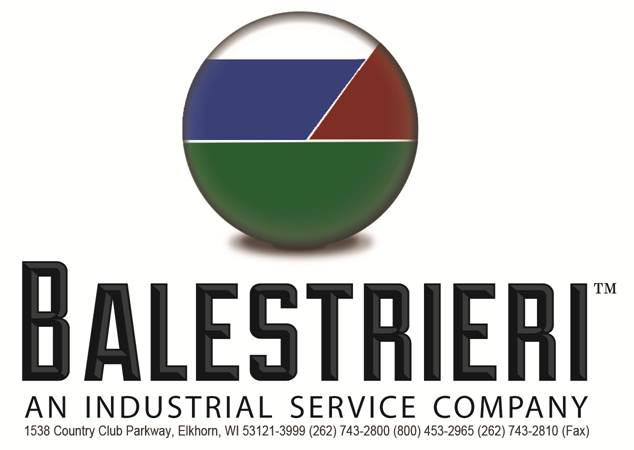 BALESTRIERI™
AN INDUSTRIAL SERVICE COMPANY
1538 Country Club Parkway, Elkhorn, WI 53121-3999 (262) 743-2800 (800) 453-2965 (262) 743-2810 (Fax)